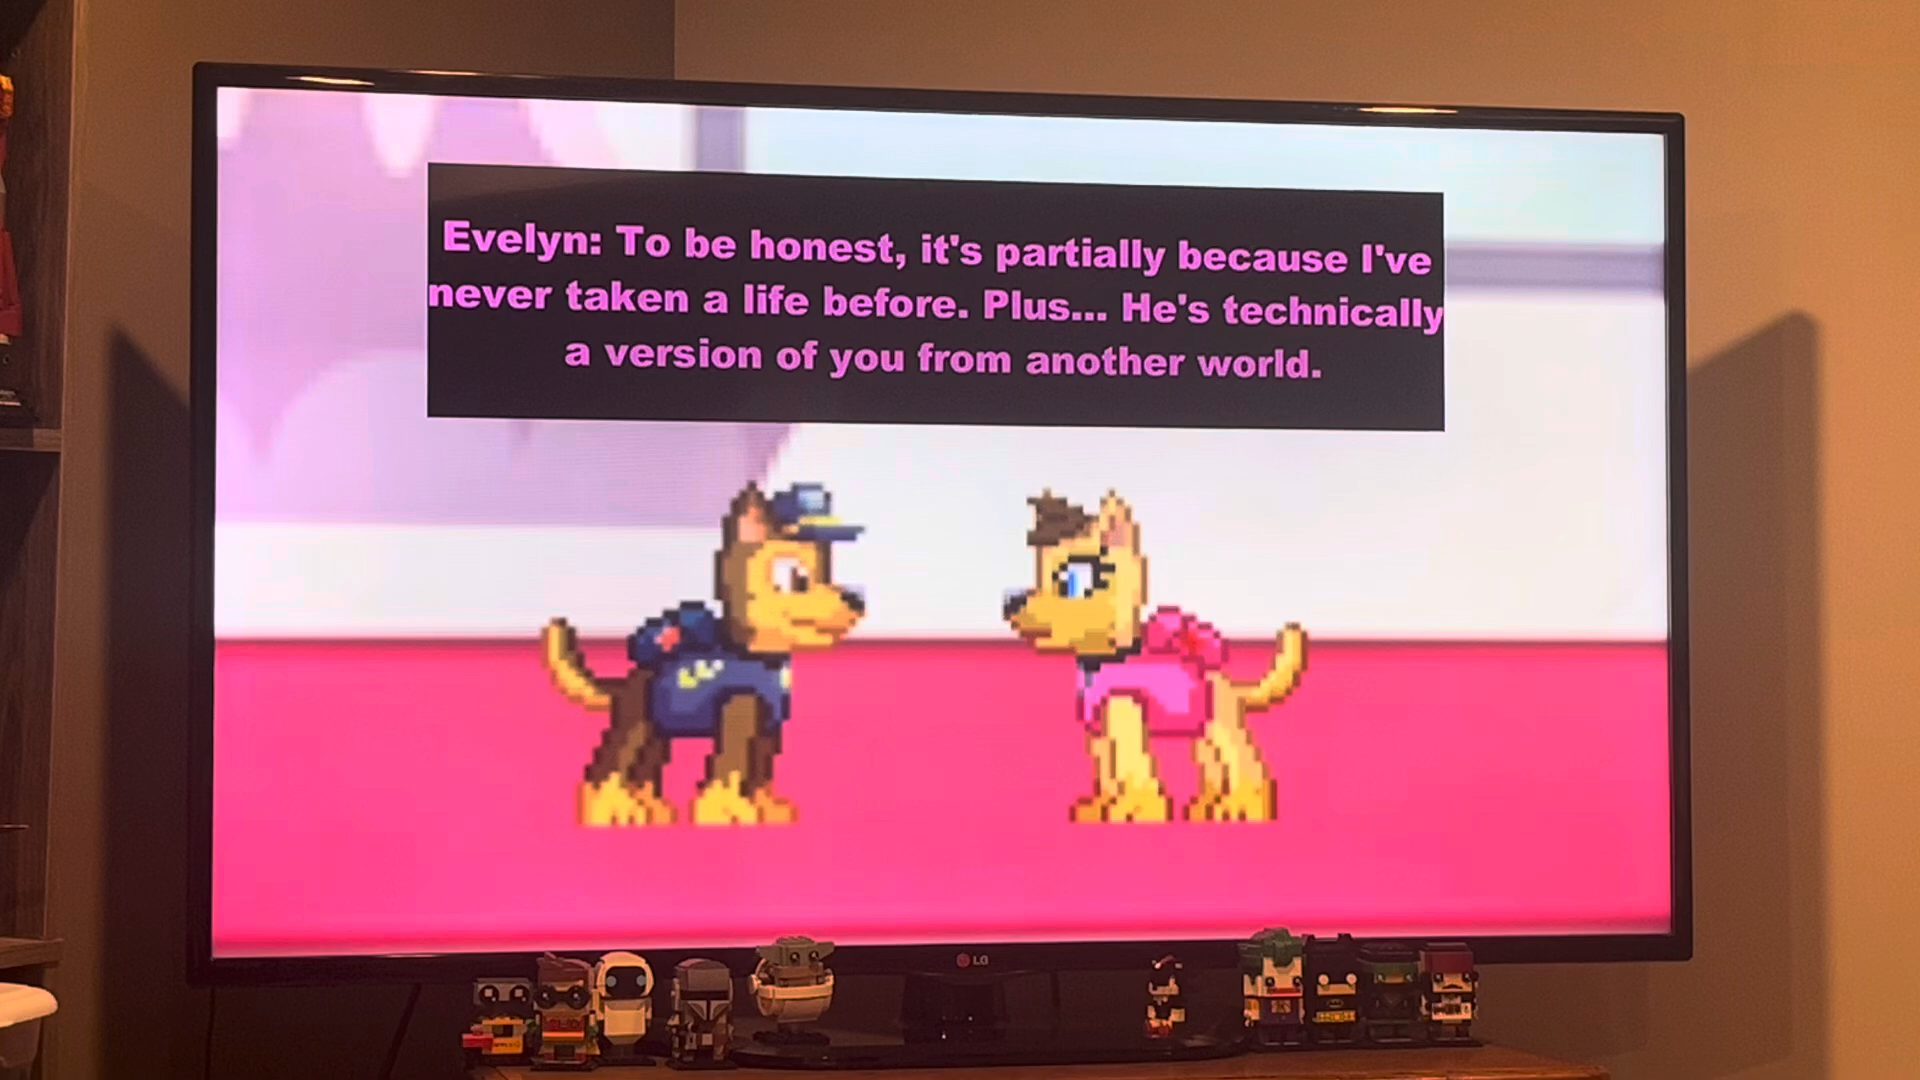 Evelyn: To be honest, it's partially because I've
never taken a life before. Plus... He's technically
a version of you from another world.
LG